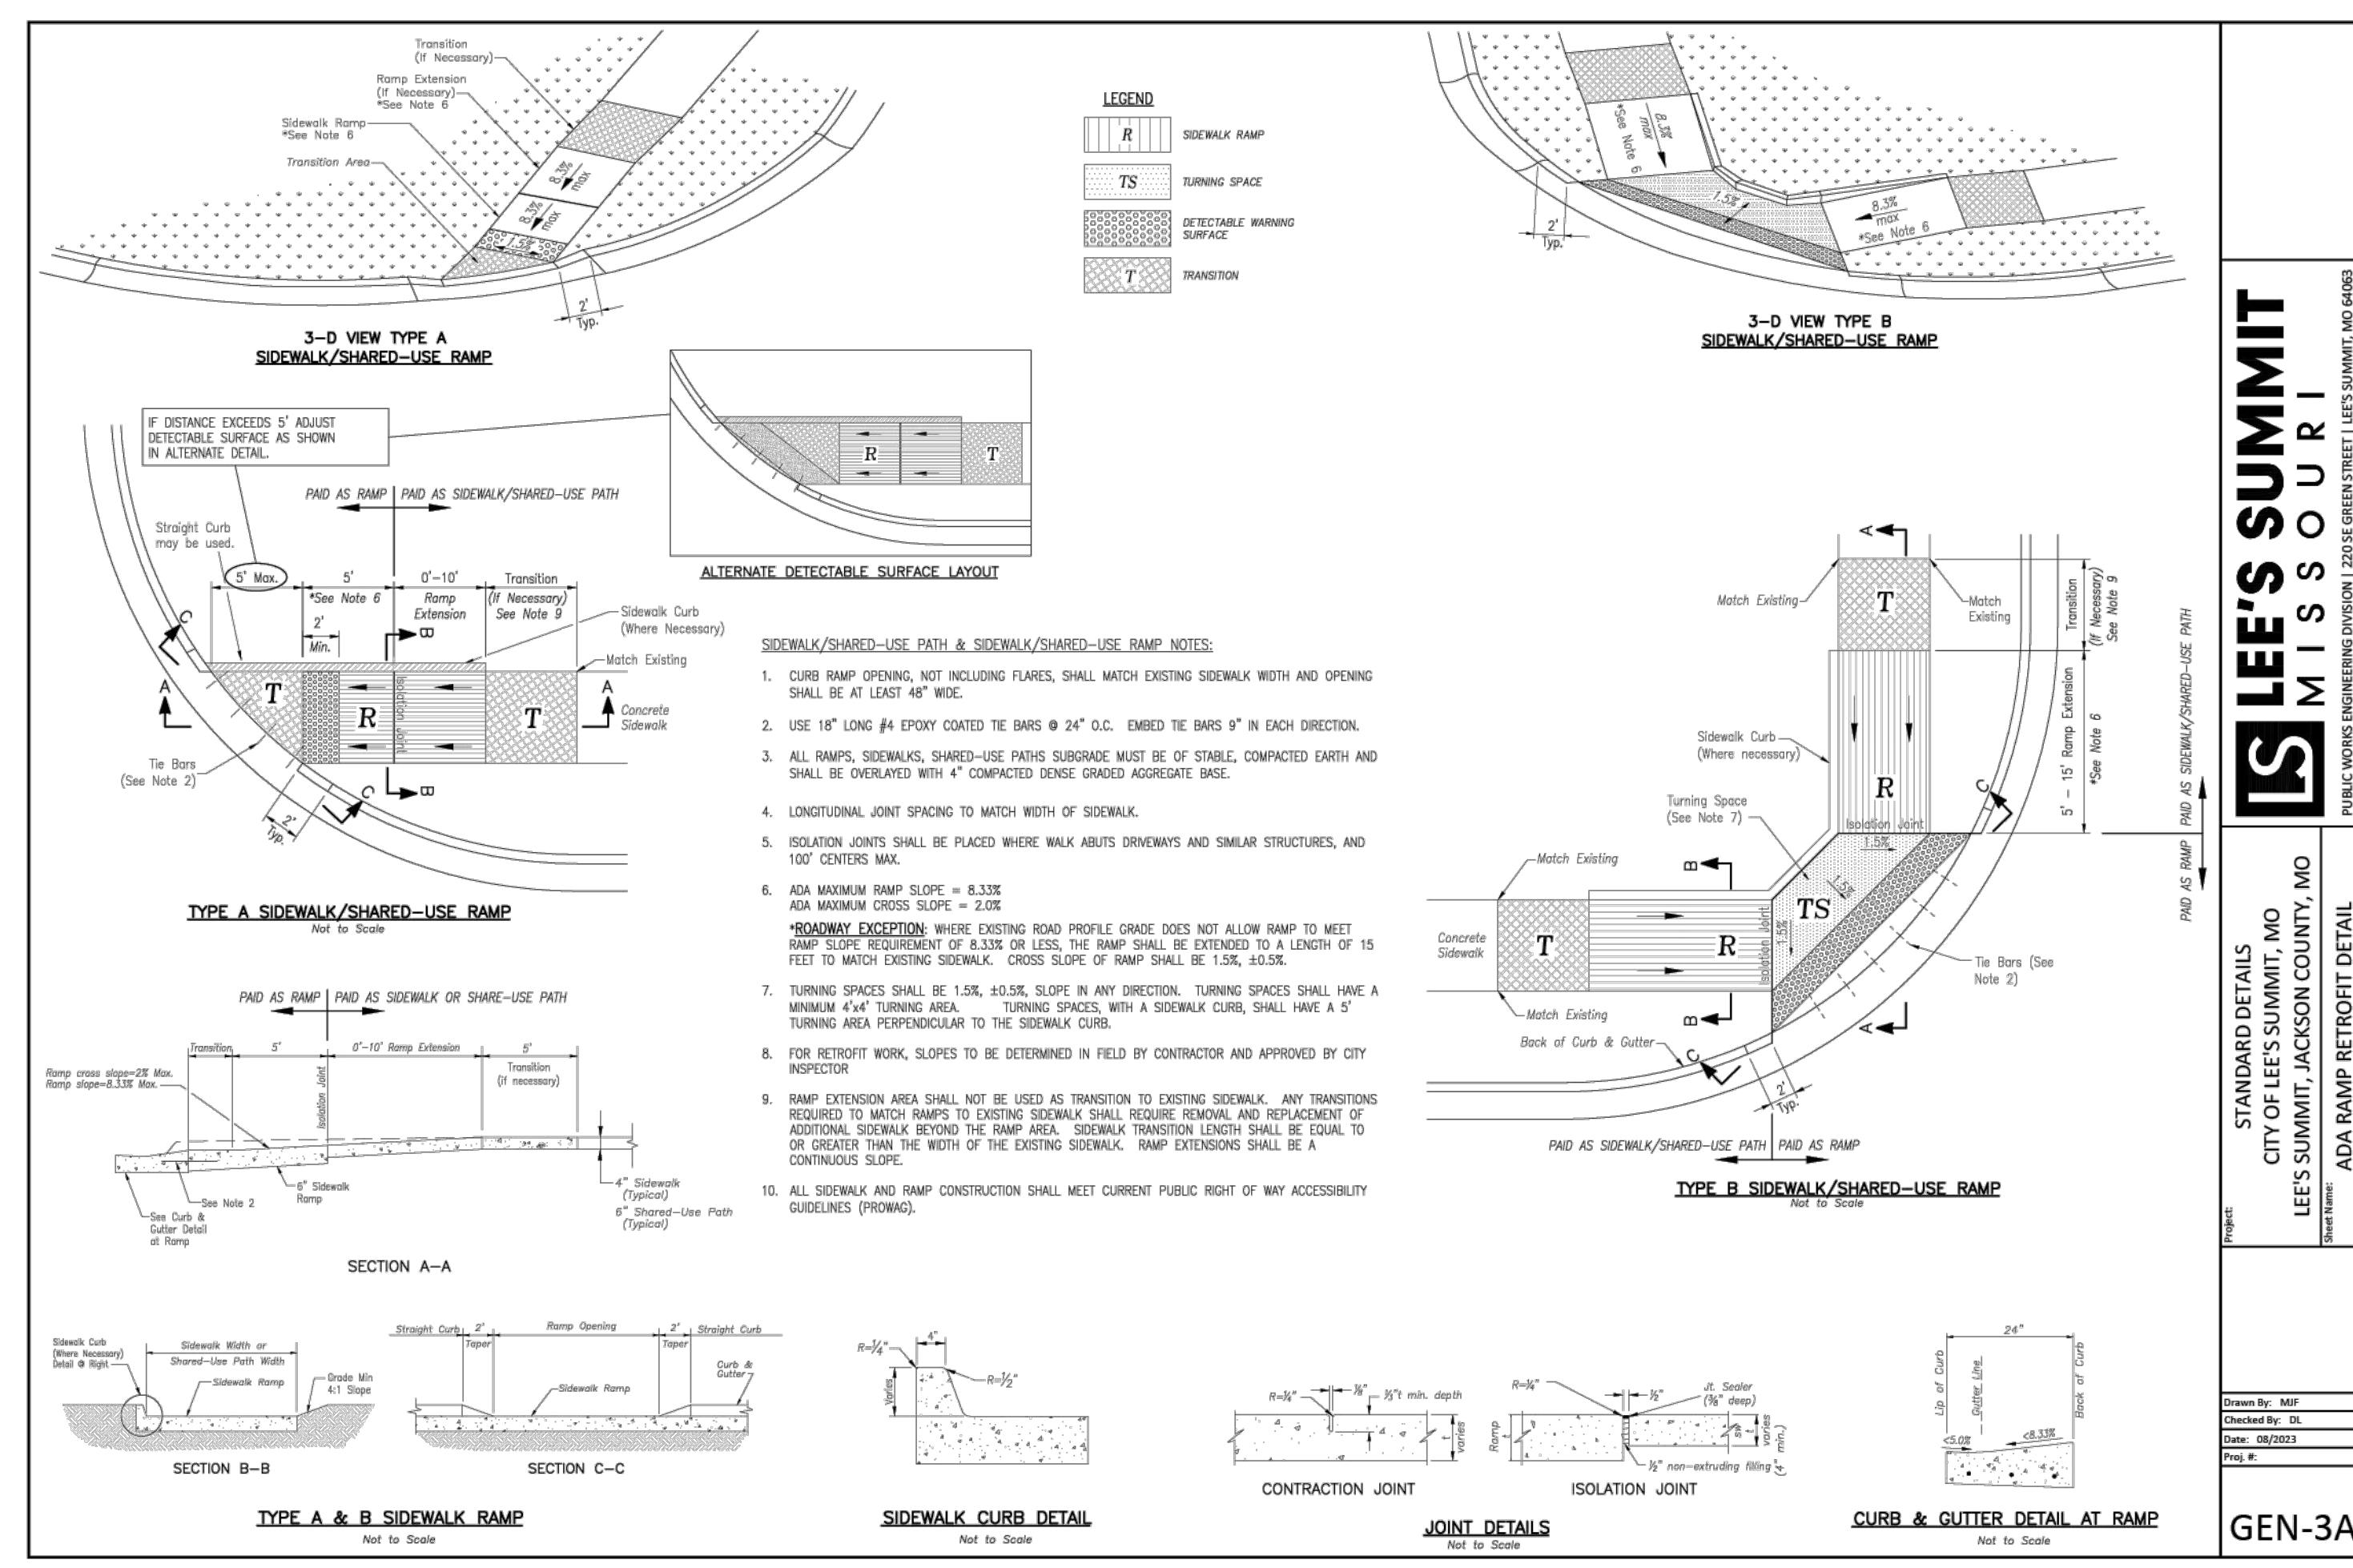 Transition
(If Necessary)
Ramp Extension
(If Necessary)
*See Note 6
Sidewalk Ramp
*See Note 6
Transition Area
8.3%
max
8.3%
max
1.5%
2'
Typ.
3-D VIEW TYPE A
SIDEWALK/SHARED-USE RAMP
LEGEND
R
SIDEWALK RAMP
TS
TURNING SPACE
DETECTABLE WARNING
SURFACE
T
TRANSITION
8.3%
max
*See Note 6
1.5%
8.3%
max
*See Note 6
2'
Typ.
3-D VIEW TYPE B
SIDEWALK/SHARED-USE RAMP
IF DISTANCE EXCEEDS 5' ADJUST
DETECTABLE SURFACE AS SHOWN
IN ALTERNATE DETAIL.
R
T
ALTERNATE DETECTABLE SURFACE LAYOUT
PAID AS RAMP
PAID AS SIDEWALK/SHARED-USE PATH
Straight Curb
may be used.
5' Max.
5'
*See Note 6
0'-10'
Ramp
Extension
Transition
(If Necessary)
See Note 9
2'
Min.
B
Sidewalk Curb
(Where Necessary)
Match Existing
C
A
T
R
Isolation Joint
T
A
Concrete
Sidewalk
Tie Bars
(See Note 2)
C
B
2'
Typ.
TYPE A SIDEWALK/SHARED-USE RAMP
Not to Scale
PAID AS RAMP
PAID AS SIDEWALK OR SHARE-USE PATH
Transition
5'
0'-10' Ramp Extension
5'
Transition
(if necessary)
Ramp cross slope=2% Max.
Ramp slope=8.33% Max.
Isolation Joint
See Note 2
See Curb &
Gutter Detail
at Ramp
6" Sidewalk
Ramp
4" Sidewalk
(Typical)
6" Shared-Use Path
(Typical)
SECTION A-A
SIDEWALK/SHARED-USE PATH & SIDEWALK/SHARED-USE RAMP NOTES:
1. CURB RAMP OPENING, NOT INCLUDING FLARES, SHALL MATCH EXISTING SIDEWALK WIDTH AND OPENING
SHALL BE AT LEAST 48" WIDE.
2. USE 18" LONG #4 EPOXY COATED TIE BARS @ 24" O.C. EMBED TIE BARS 9" IN EACH DIRECTION.
3. ALL RAMPS, SIDEWALKS, SHARED-USE PATHS SUBGRADE MUST BE OF STABLE, COMPACTED EARTH AND
SHALL BE OVERLAYED WITH 4" COMPACTED DENSE GRADED AGGREGATE BASE.
4. LONGITUDINAL JOINT SPACING TO MATCH WIDTH OF SIDEWALK.
5. ISOLATION JOINTS SHALL BE PLACED WHERE WALK ABUTS DRIVEWAYS AND SIMILAR STRUCTURES, AND
100' CENTERS MAX.
6. ADA MAXIMUM RAMP SLOPE = 8.33%
ADA MAXIMUM CROSS SLOPE = 2.0%
*ROADWAY EXCEPTION: WHERE EXISTING ROAD PROFILE GRADE DOES NOT ALLOW RAMP TO MEET
RAMP SLOPE REQUIREMENT OF 8.33% OR LESS, THE RAMP SHALL BE EXTENDED TO A LENGTH OF 15
FEET TO MATCH EXISTING SIDEWALK. CROSS SLOPE OF RAMP SHALL BE 1.5%, ±0.5%.
7. TURNING SPACES SHALL BE 1.5%, ±0.5%, SLOPE IN ANY DIRECTION. TURNING SPACES SHALL HAVE A
MINIMUM 4'x4' TURNING AREA. TURNING SPACES, WITH A SIDEWALK CURB, SHALL HAVE A 5'
TURNING AREA PERPENDICULAR TO THE SIDEWALK CURB.
8. FOR RETROFIT WORK, SLOPES TO BE DETERMINED IN FIELD BY CONTRACTOR AND APPROVED BY CITY
INSPECTOR
9. RAMP EXTENSION AREA SHALL NOT BE USED AS TRANSITION TO EXISTING SIDEWALK. ANY TRANSITIONS
REQUIRED TO MATCH RAMPS TO EXISTING SIDEWALK SHALL REQUIRE REMOVAL AND REPLACEMENT OF
ADDITIONAL SIDEWALK BEYOND THE RAMP AREA. SIDEWALK TRANSITION LENGTH SHALL BE EQUAL TO
OR GREATER THAN THE WIDTH OF THE EXISTING SIDEWALK. RAMP EXTENSIONS SHALL BE A
CONTINUOUS SLOPE.
10. ALL SIDEWALK AND RAMP CONSTRUCTION SHALL MEET CURRENT PUBLIC RIGHT OF WAY ACCESSIBILITY
GUIDELINES (PROWAG).
A
Match Existing
T
Match
Existing
Transition
(If Necessary)
See Note 9
Sidewalk Curb
(Where necessary)
R
5' - 15' Ramp Extension
*See Note 6
PAID AS SIDEWALK/SHARED-USE PATH
PAID AS RAMP
C
Turning Space
(See Note 7)
Isolation Joint
1.5%
Match Existing
B
1.5%
TS
Concrete
Sidewalk
T
R
Isolation Joint
1.5%
Tie Bars (See
Note 2)
Match Existing
B
A
Back of Curb & Gutter
C
2'
Typ.
PAID AS SIDEWALK/SHARED-USE PATH
PAID AS RAMP
TYPE B SIDEWALK/SHARED-USE RAMP
Not to Scale
Sidewalk Curb
(Where Necessary)
Detail @ Right
Sidewalk Width or
Shared-Use Path Width
Sidewalk Ramp
Grade Min
4:1 Slope
SECTION B-B
Straight Curb
2'
Taper
Ramp Opening
2'
Taper
Straight Curb
Curb &
Gutter
Sidewalk Ramp
SECTION C-C
TYPE A & B SIDEWALK RAMP
Not to Scale
4"
R=1/4"
R=1/2"
Varies
SIDEWALK CURB DETAIL
Not to Scale
R=1/4"
1/8"
1/3"t min. depth
t
varies
CONTRACTION JOINT
R=1/4"
1/2"
Jt. Sealer
(3/8" deep)
Ramp
t
SW
t
varies
(4" min.)
1/2" non-extruding filling
ISOLATION JOINT
JOINT DETAILS
Not to Scale
24"
Lip of Curb
Gutter Line
Back of Curb
<5.0%
<8.33%
CURB & GUTTER DETAIL AT RAMP
Not to Scale
LS
LEE'S SUMMIT
MISSOURI
PUBLIC WORKS ENGINEERING DIVISION | 220 SE GREEN STREET | LEE'S SUMMIT, MO 64063
Project:
STANDARD DETAILS
CITY OF LEE'S SUMMIT, MO
LEE'S SUMMIT, JACKSON COUNTY, MO
Sheet Name:
ADA RAMP RETROFIT DETAIL
Drawn By: MJF
Checked By: DL
Date: 08/2023
Proj. #:
GEN-3A